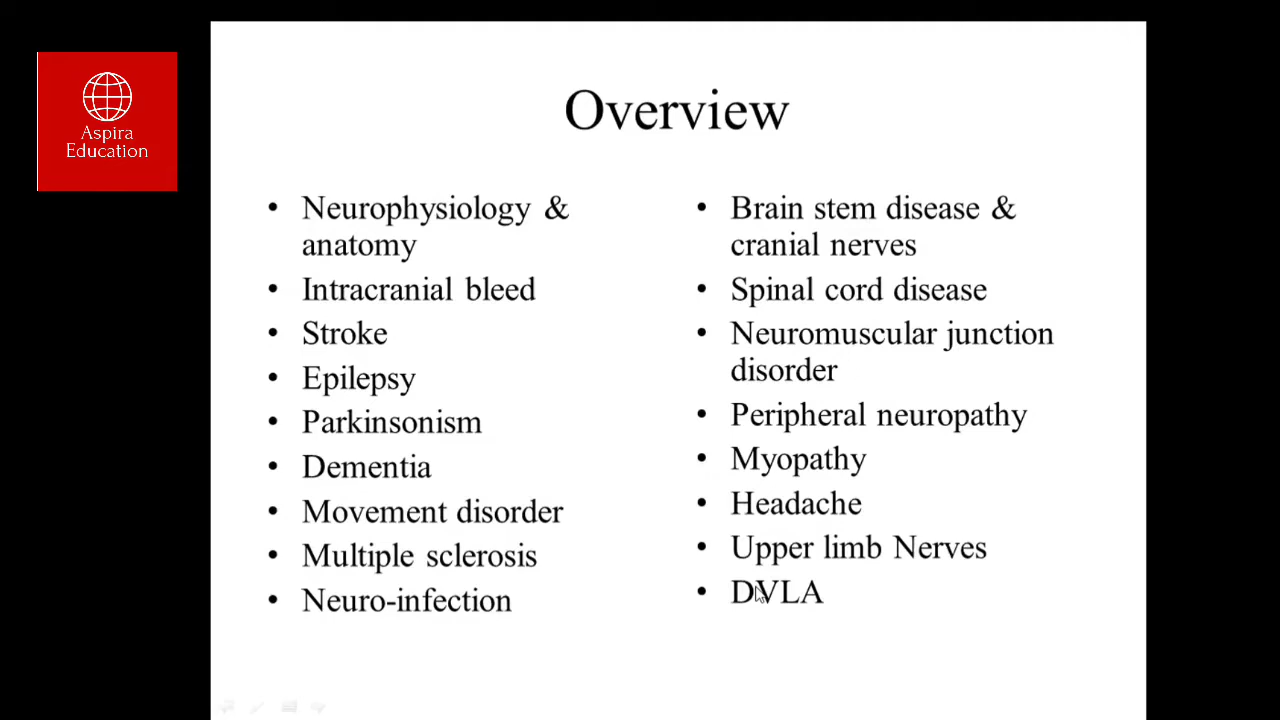 Aspira
Education
Overview
• Neurophysiology &
anatomy
• Intracranial bleed
• Stroke
• Epilepsy
• Parkinsonism
• Dementia
• Movement disorder
• Multiple sclerosis
• Neuro-infection
• Brain stem disease &
cranial nerves
• Spinal cord disease
• Neuromuscular junction
disorder
• Peripheral neuropathy
• Myopathy
• Headache
• Upper limb Nerves
• DVLA